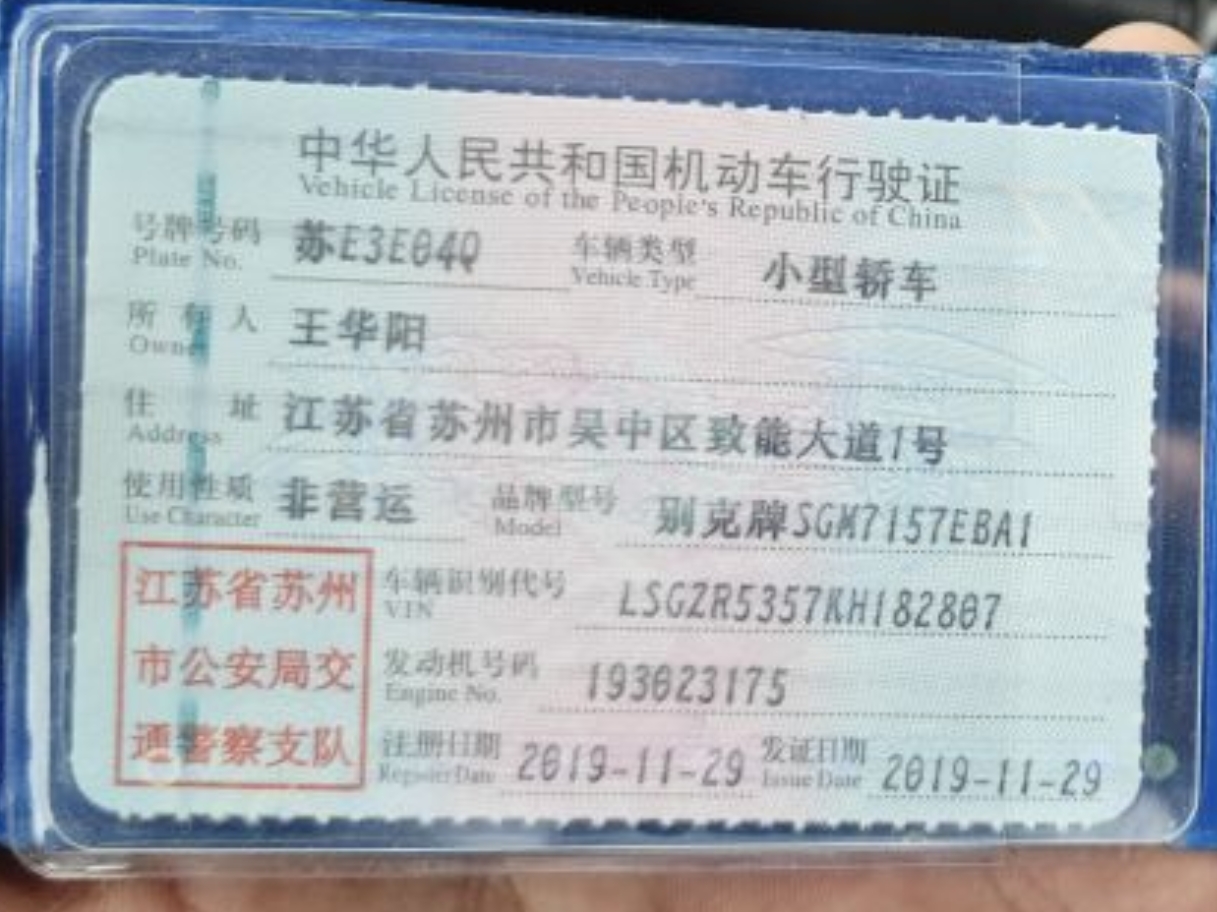 中华人民共和国机动车行驶证
Vehicle License of the People's Republic of China
号牌号码 苏E3E04Q 车辆类型 小型轿车
Plate No. Vehicle Type
所有人 王华阳
Owner
住址 江苏省苏州市吴中区致能大道1号
Address
使用性质 非营运 品牌型号 别克牌SGM7157EBA1
Use Character Model
江苏省苏州
市公安局交
通警察支队
车辆识别代号 LSGZR5357KH182807
VIN
发动机号码 193023175
Engine No.
注册日期 2019-11-29 发证日期 2019-11-29
Register Date Issue Date